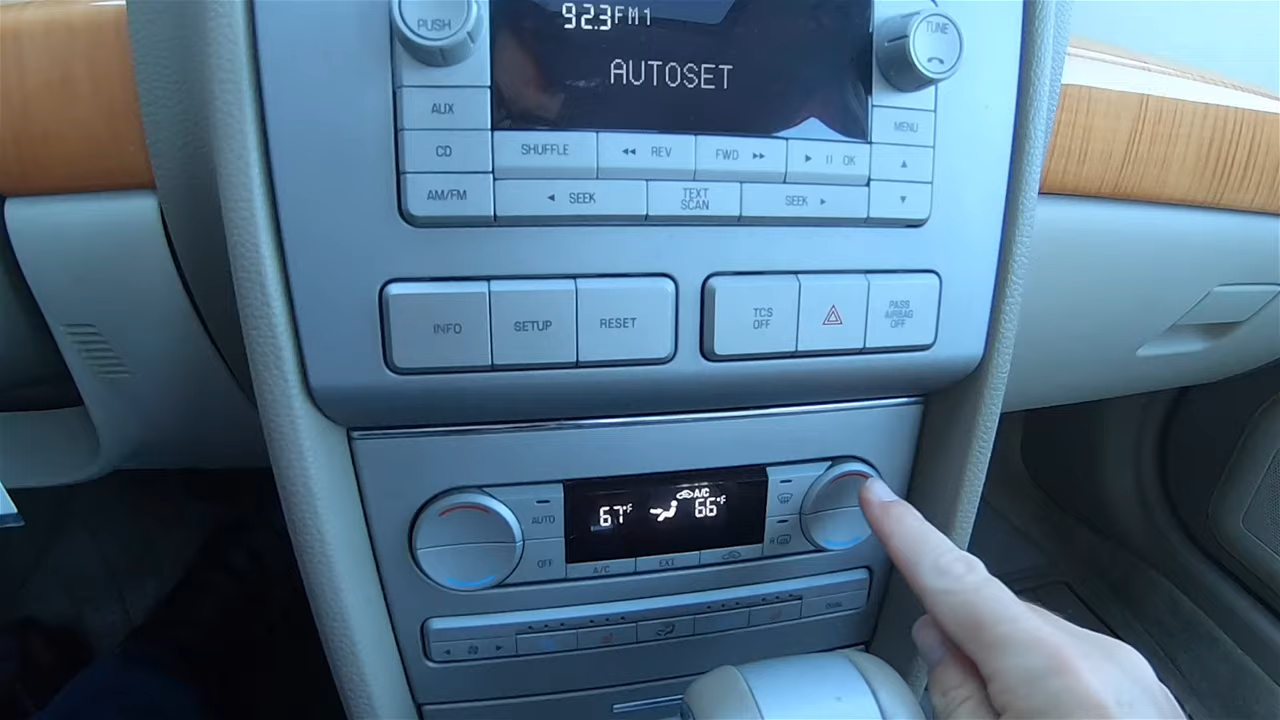 92.3 FM1
AUTOSET
PUSH
TUNE
AUX
MENU
CD
SHUFFLE
◄◄ REV
FWD ►►
► II OK
AM/FM
◄ SEEK
TEXT SCAN
SEEK ►
INFO
SETUP
RESET
TCS OFF
PASS AIRBAG OFF
67°F
A/C
66°F
AUTO
OFF
R
A/C
EXT
DUAL